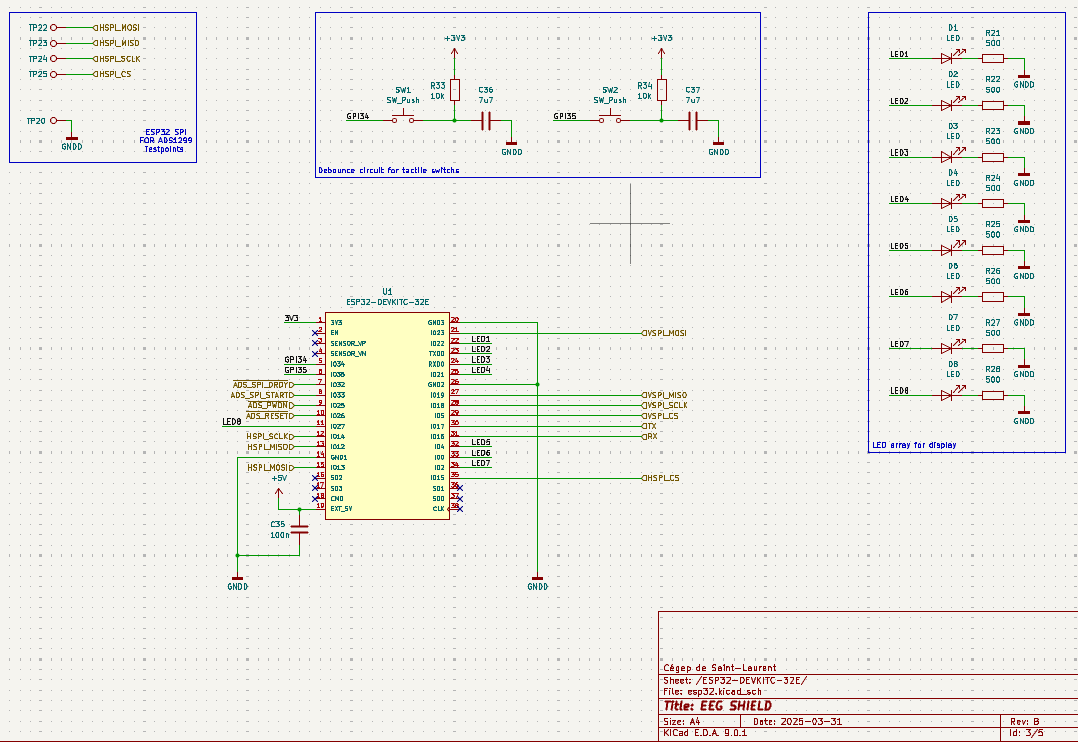 TP22
HSPI_MOSI
TP23
HSPI_MISO
TP24
HSPI_SCLK
TP25
HSPI_CS
TP20
GNDD
ESP32 SPI
FOR ADS1299
Testpoints
+3V3
R33
10k
C36
7u7
SW1
SW_Push
GPI34
GNDD
+3V3
R34
10k
C37
7u7
SW2
SW_Push
GPI35
GNDD
Debounce circuit for tactile switchs
D1
LED
R21
500
LED1
GNDD
D2
LED
R22
500
LED2
GNDD
D3
LED
R23
500
LED3
GNDD
D4
LED
R24
500
LED4
GNDD
D5
LED
R25
500
LED5
GNDD
D6
LED
R26
500
LED6
GNDD
D7
LED
R27
500
LED7
GNDD
D8
LED
R28
500
LED8
GNDD
LED array for display
U1
ESP32-DEVKITC-32E
3V3 1 3V3
2 EN
3 SENSOR_VP
4 SENSOR_VN
GPI34 5 IO34
GPI35 6 IO35
ADS_SPI_DRDY 7 IO32
ADS_SPI_START 8 IO33
ADS_PWDN 9 IO25
ADS_RESET 10 IO26
LED8 11 IO27
HSPI_SCLK 12 IO14
HSPI_MISO 13 IO12
14 GND1
HSPI_MOSI 15 IO13
16 SD2
17 SD3
18 CMD
19 EXT_5V
GND3 20
IO23 21 VSPI_MOSI
IO22 22 LED1
TXD0 23 LED2
RXD0 24 LED3
IO21 25 LED4
GND2 26
IO19 27 VSPI_MISO
IO18 28 VSPI_SCLK
IO5 29 VSPI_CS
IO17 30 TX
IO16 31 RX
IO4 32 LED5
IO0 33 LED6
IO2 34 LED7
IO15 35 HSPI_CS
SD1 36
SD0 37
CLK 38
+5V
C35
100n
GNDD
GNDD
Cégep de Saint-Laurent
Sheet: /ESP32-DEVKITC-32E/
File: esp32.kicad_sch
Title: EEG SHIELD
Size: A4 Date: 2025-03-31 Rev: B
KiCad E.D.A. 9.0.1 Id: 3/5